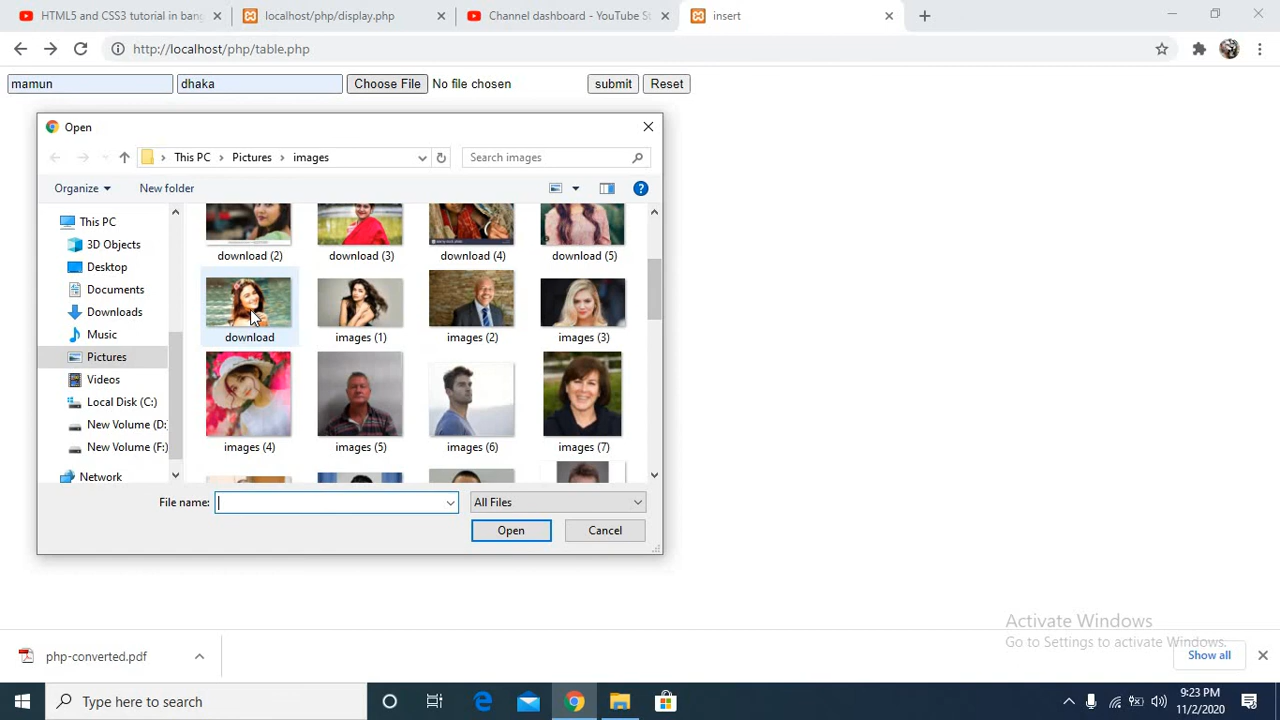 HTML5 and CSS3 tutorial in bang
localhost/php/display.php
Channel dashboard - YouTube St
insert
http://localhost/php/table.php
mamun
dhaka
Choose File
No file chosen
submit
Reset
Open
This PC
Pictures
images
Search images
Organize
New folder
This PC
3D Objects
Desktop
Documents
Downloads
Music
Pictures
Videos
Local Disk (C:)
New Volume (D:
New Volume (F:)
Network
download (2)
download (3)
download (4)
download (5)
download
images (1)
images (2)
images (3)
images (4)
images (5)
images (6)
images (7)
File name:
All Files
Open
Cancel
Activate Windows
Go to Settings to activate Windows.
php-converted.pdf
Show all
Type here to search
9:23 PM
11/2/2020